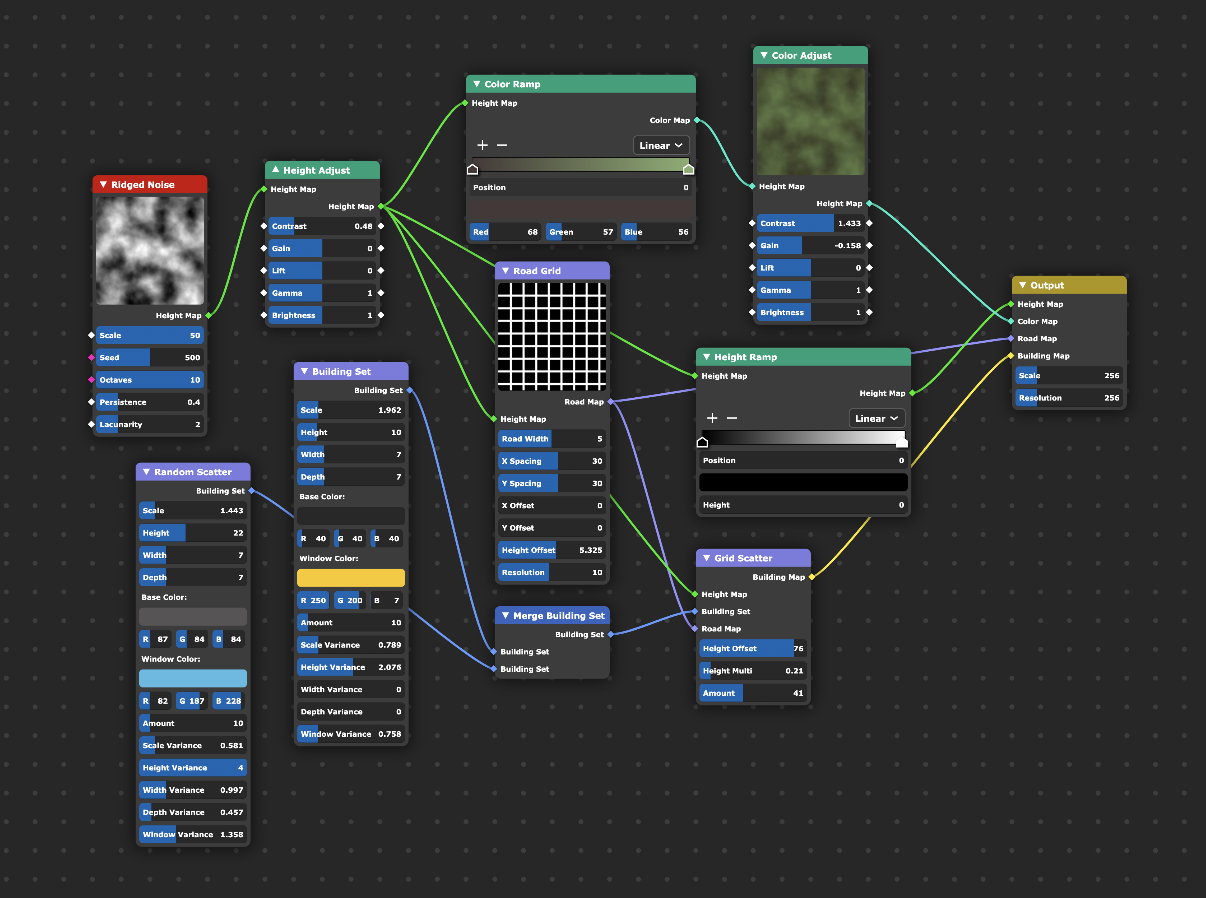 Ridged Noise
Height Map
Scale 50
Seed 500
Octaves 10
Persistence 0.4
Lacunarity 2
Height Adjust
Height Map
Height Map
Contrast 0.48
Gain 0
Lift 0
Gamma 1
Brightness 1
Color Ramp
Height Map
Color Map
+ − Linear
Position 0
Red 68 Green 57 Blue 56
Color Adjust
Height Map
Height Map
Contrast 1.433
Gain -0.158
Lift 0
Gamma 1
Brightness 1
Road Grid
Road Map
Height Map
Road Width 5
X Spacing 30
Y Spacing 30
X Offset 0
Y Offset 0
Height Offset 5.325
Resolution 10
Output
Height Map
Color Map
Road Map
Building Map
Scale 256
Resolution 256
Height Ramp
Height Map
Height Map
+ − Linear
Position 0
Height 0
Building Set
Building Set
Scale 1.962
Height 10
Width 7
Depth 7
Base Color:
R 40 G 40 B 40
Window Color:
R 250 G 200 B 7
Amount 10
Scale Variance 0.789
Height Variance 2.076
Width Variance 0
Depth Variance 0
Window Variance 0.758
Random Scatter
Building Set
Scale 1.443
Height 22
Width 7
Depth 7
Base Color:
R 87 G 84 B 84
Window Color:
R 82 G 187 B 228
Amount 10
Scale Variance 0.581
Height Variance 4
Width Variance 0.997
Depth Variance 0.457
Window Variance 1.358
Merge Building Set
Building Set
Building Set
Building Set
Grid Scatter
Building Map
Height Map
Building Set
Road Map
Height Offset 76
Height Multi 0.21
Amount 41